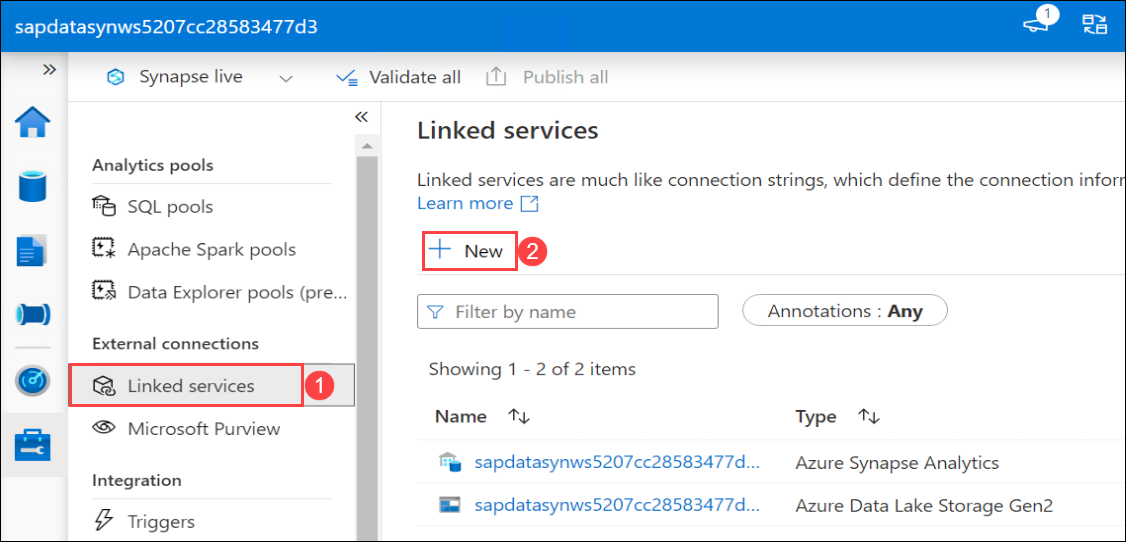 sapdatasynws5207cc28583477d3
1
Synapse live
Validate all
Publish all
Analytics pools
SQL pools
Apache Spark pools
Data Explorer pools (pre...
External connections
Linked services
1
Microsoft Purview
Integration
Triggers
Linked services
Linked services are much like connection strings, which define the connection infor
Learn more
New
2
Filter by name
Annotations : Any
Showing 1 - 2 of 2 items
Name
Type
sapdatasynws5207cc28583477d...
Azure Synapse Analytics
sapdatasynws5207cc28583477d...
Azure Data Lake Storage Gen2